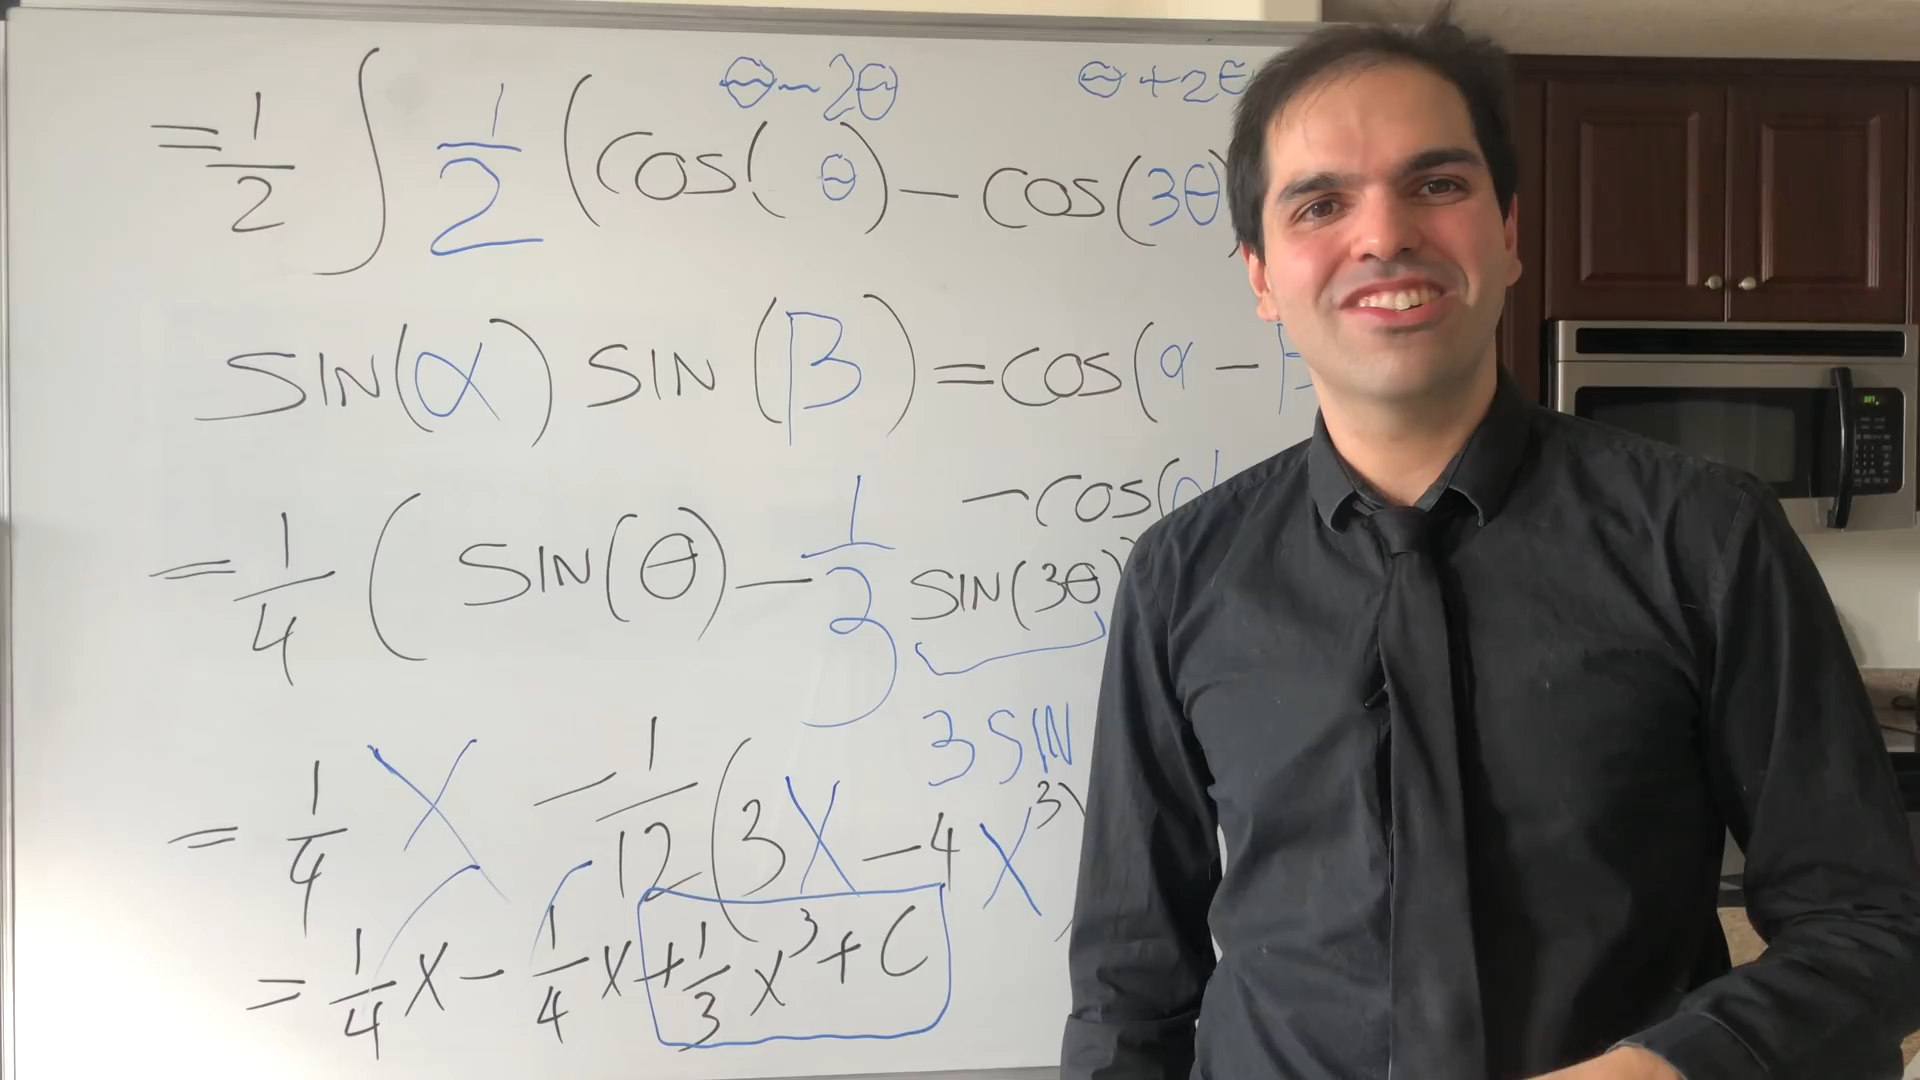 θ-2θ θ+2θ
= 1/2 ∫ 1/2 (cos(θ) - cos(3θ)
SIN(α) SIN(β) = cos(α - β
- cos(α
= 1/4 ( SIN(θ) - 1/3 SIN(3θ))
3 SIN
= 1/4 X - 1/12 (3X - 4X³)
= 1/4 X - 1/4 X + 1/3 X³ + C